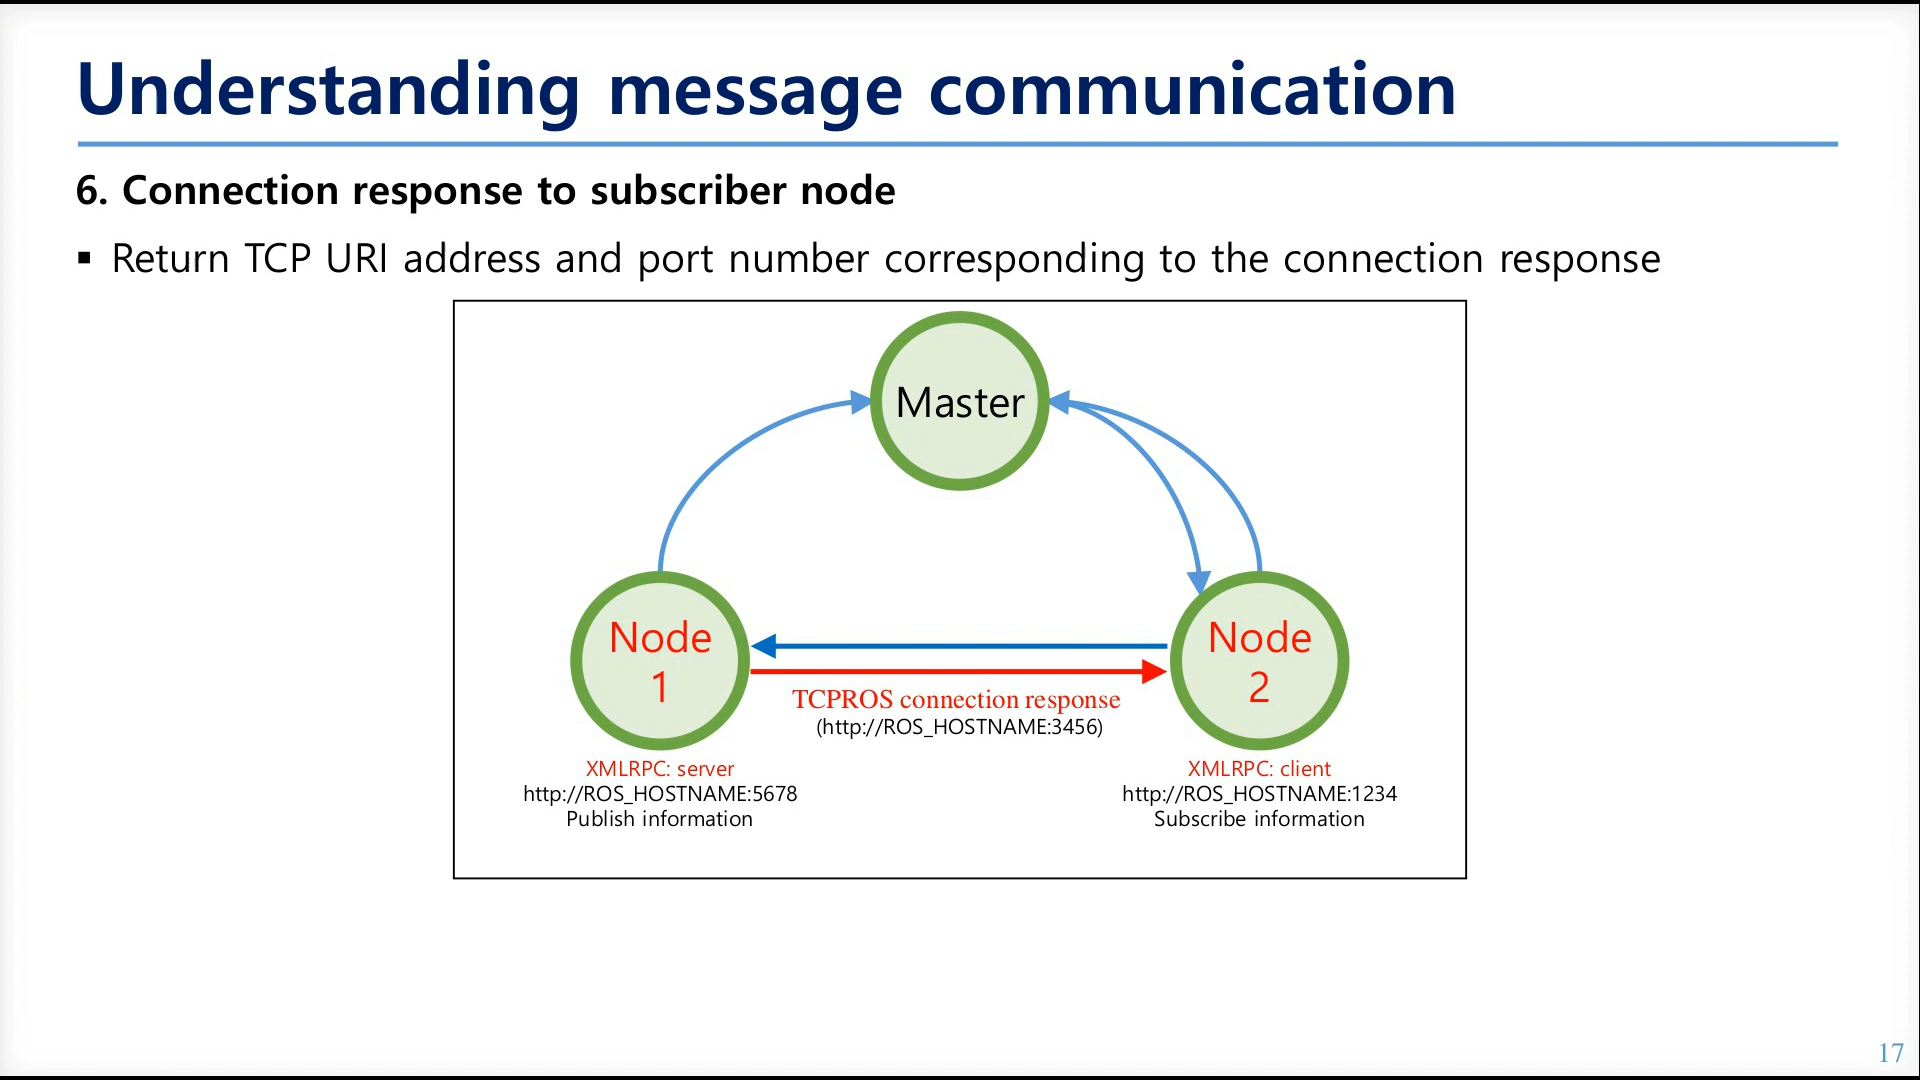 Understanding message communication
6. Connection response to subscriber node
▪ Return TCP URI address and port number corresponding to the connection response
Master
Node
1
Node
2
TCPROS connection response
(http://ROS_HOSTNAME:3456)
XMLRPC: server
http://ROS_HOSTNAME:5678
Publish information
XMLRPC: client
http://ROS_HOSTNAME:1234
Subscribe information
17